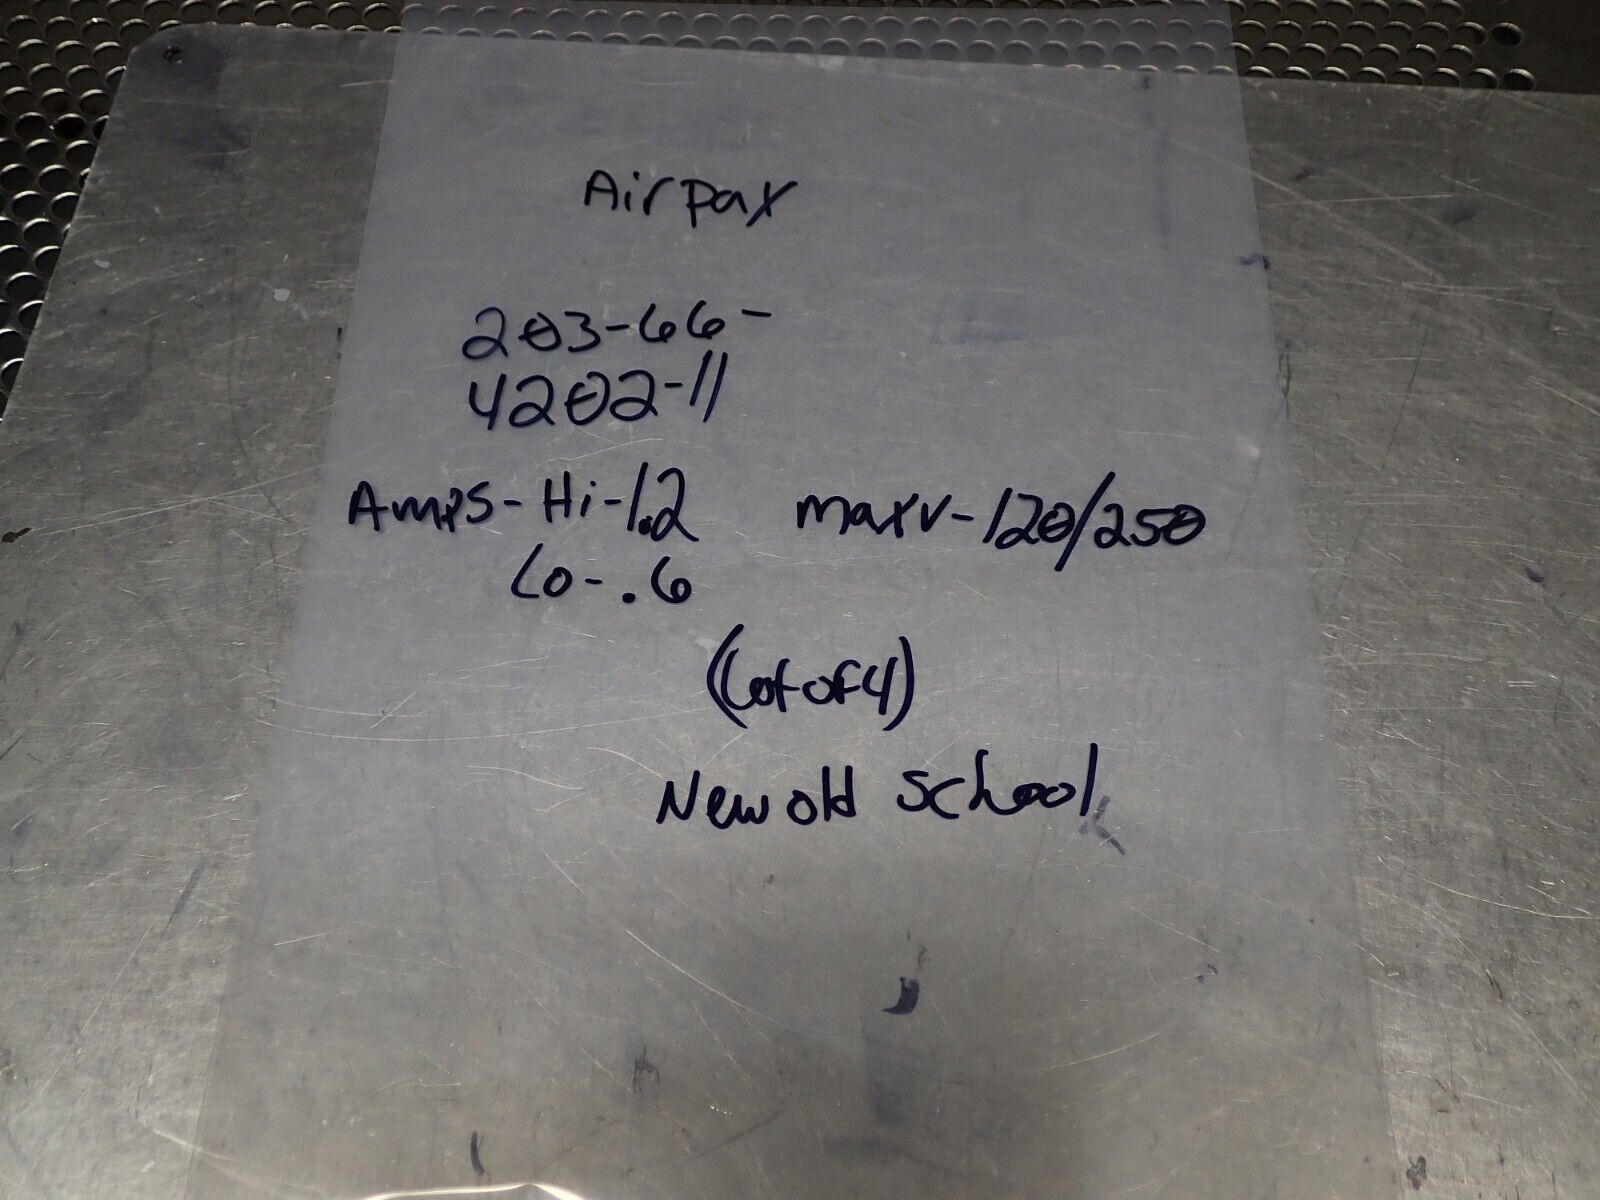 Airpax
203-66-
4202-11
Amps-Hi-1.2 maxv-120/250
Lo-.6
(Lot of 4)
New old school